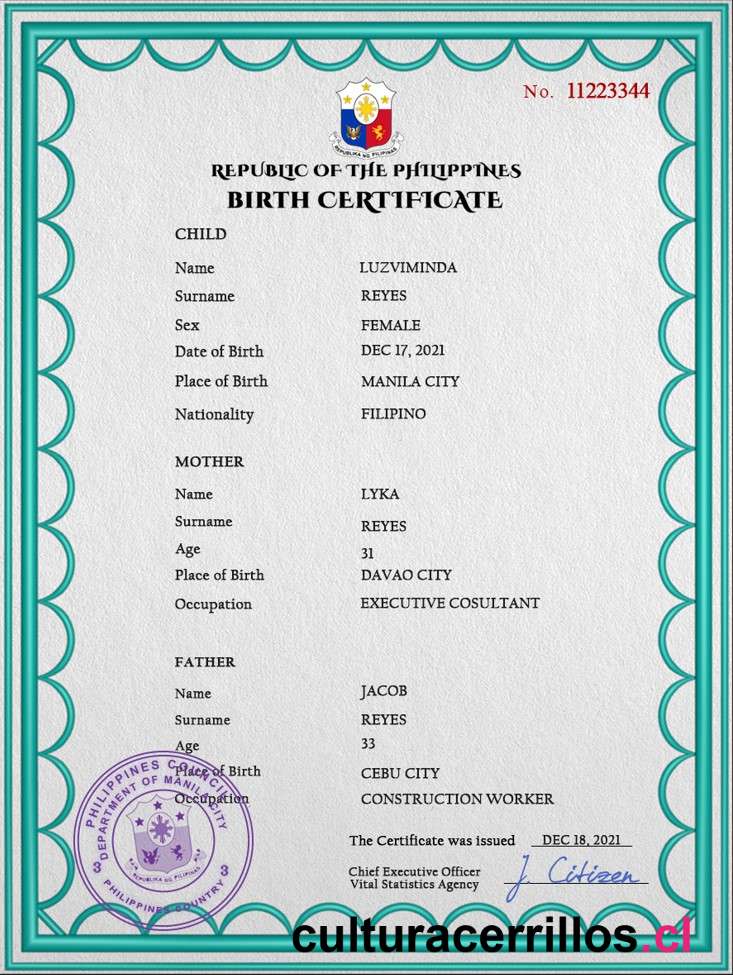 No. 11223344
REPUBLIKA NG PILIPINAS
REPUBLIC OF THE PHILIPPINES
BIRTH CERTIFICATE
CHILD
Name LUZVIMINDA
Surname REYES
Sex FEMALE
Date of Birth DEC 17, 2021
Place of Birth MANILA CITY
Nationality FILIPINO
MOTHER
Name LYKA
Surname REYES
Age 31
Place of Birth DAVAO CITY
Occupation EXECUTIVE COSULTANT
FATHER
Name JACOB
Surname REYES
Age 33
Place of Birth CEBU CITY
Occupation CONSTRUCTION WORKER
PHILIPPINES COUNCIL
DEPARTMENT OF MANILA CITY
REPUBLIKA NG PILIPINAS
3 PHILIPPINES COUNTRY 3
The Certificate was issued DEC 18, 2021
Chief Executive Officer
Vital Statistics Agency J. Citizen
culturacerrillos.cl